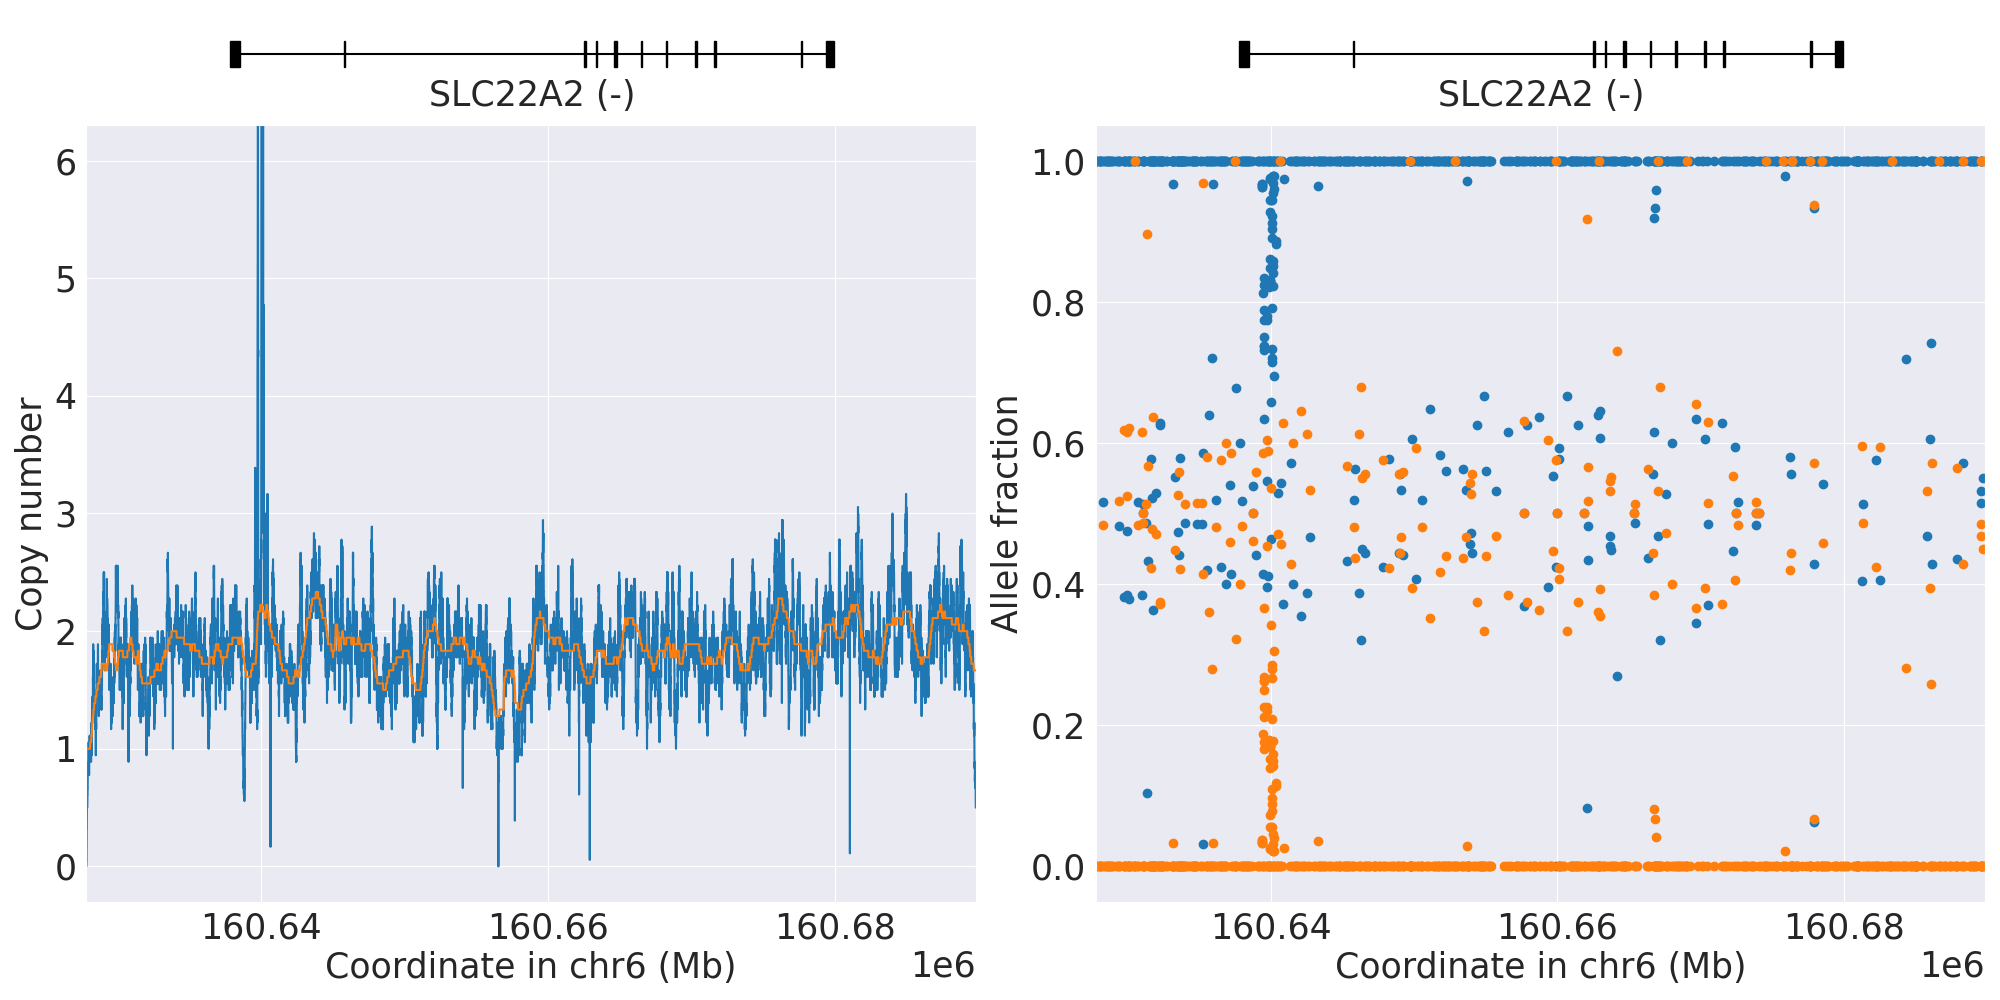 SLC22A2 (-)
Copy number
6
5
4
3
2
1
0
160.64
160.66
160.68
Coordinate in chr6 (Mb)
1e6
SLC22A2 (-)
Allele fraction
1.0
0.8
0.6
0.4
0.2
0.0
160.64
160.66
160.68
Coordinate in chr6 (Mb)
1e6